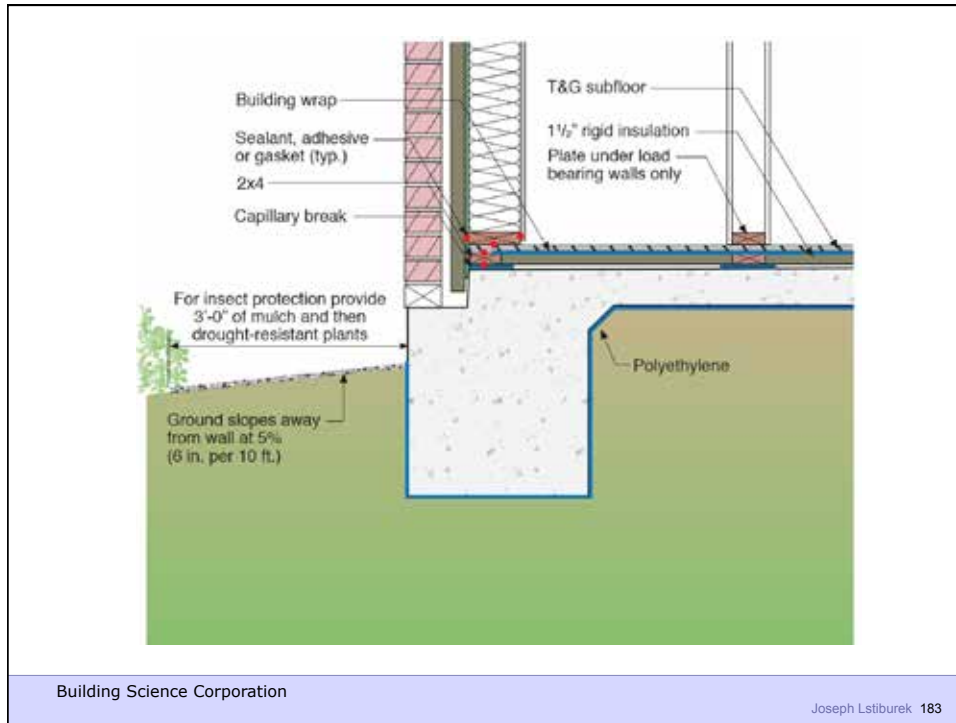 Building wrap
Sealant, adhesive
or gasket (typ.)
2x4
Capillary break
T&G subfloor
1½" rigid insulation
Plate under load
bearing walls only
For insect protection provide
3'-0" of mulch and then
drought-resistant plants
Polyethylene
Ground slopes away
from wall at 5%
(6 in. per 10 ft.)
Building Science Corporation
Joseph Lstiburek 183